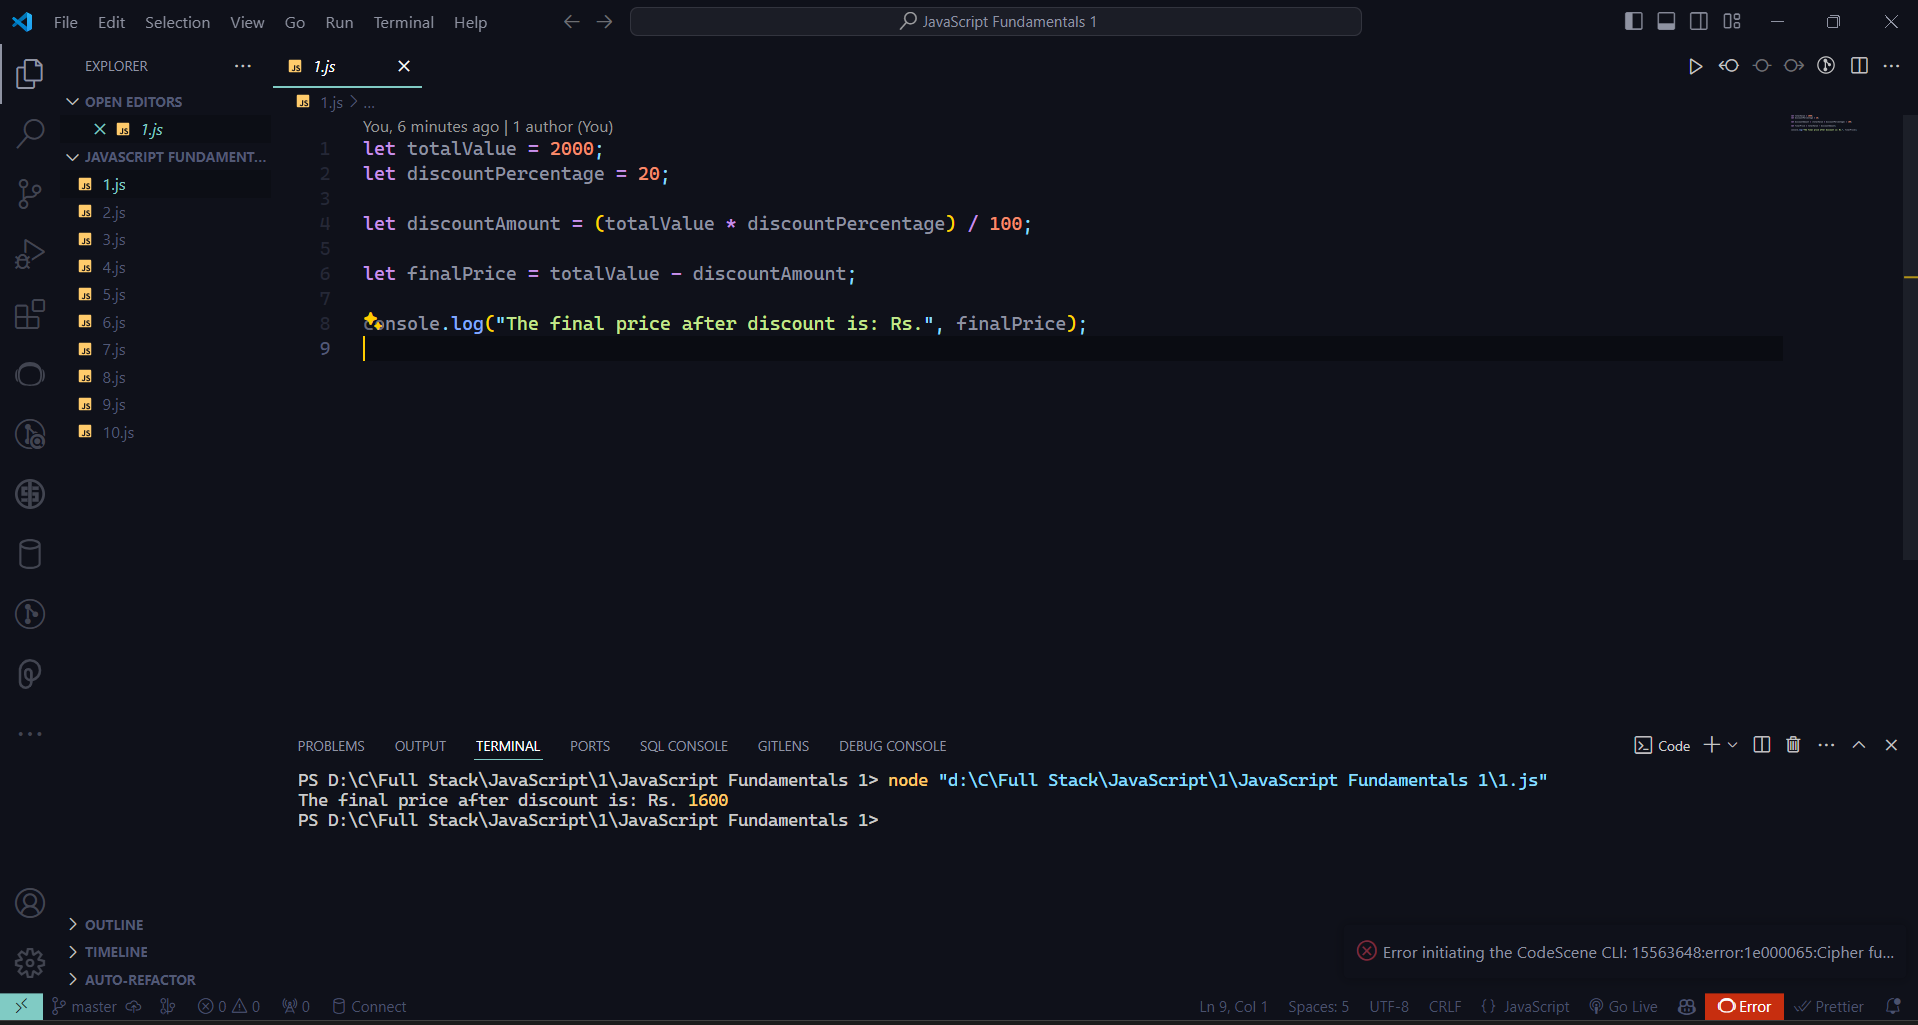 File Edit Selection View Go Run Terminal Help
JavaScript Fundamentals 1
EXPLORER
OPEN EDITORS
1.js
JAVASCRIPT FUNDAMENT...
1.js
2.js
3.js
4.js
5.js
6.js
7.js
8.js
9.js
10.js
OUTLINE
TIMELINE
AUTO-REFACTOR
1.js
1.js > ...
You, 6 minutes ago | 1 author (You)
1 let totalValue = 2000;
2 let discountPercentage = 20;
3
4 let discountAmount = (totalValue * discountPercentage) / 100;
5
6 let finalPrice = totalValue - discountAmount;
7
8 console.log("The final price after discount is: Rs.", finalPrice);
9
PROBLEMS OUTPUT TERMINAL PORTS SQL CONSOLE GITLENS DEBUG CONSOLE
Code
PS D:\C\Full Stack\JavaScript\1\JavaScript Fundamentals 1> node "d:\C\Full Stack\JavaScript\1\JavaScript Fundamentals 1\1.js"
The final price after discount is: Rs. 1600
PS D:\C\Full Stack\JavaScript\1\JavaScript Fundamentals 1>
Error initiating the CodeScene CLI: 15563648:error:1e000065:Cipher fu...
master 0 0 0 Connect Ln 9, Col 1 Spaces: 5 UTF-8 CRLF {} JavaScript Go Live Error Prettier